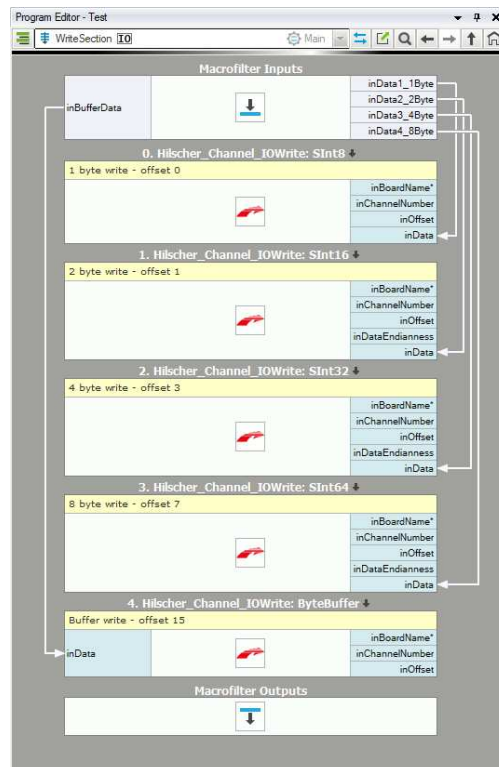 Program Editor - Test
WriteSection IO Main
Macrofilter Inputs
inBufferData
inData1_1Byte
inData2_2Byte
inData3_4Byte
inData4_8Byte
0. Hilscher_Channel_IOWrite: SInt8
1 byte write - offset 0
inBoardName*
inChannelNumber
inOffset
inData
1. Hilscher_Channel_IOWrite: SInt16
2 byte write - offset 1
inBoardName*
inChannelNumber
inOffset
inDataEndianness
inData
2. Hilscher_Channel_IOWrite: SInt32
4 byte write - offset 3
inBoardName*
inChannelNumber
inOffset
inDataEndianness
inData
3. Hilscher_Channel_IOWrite: SInt64
8 byte write - offset 7
inBoardName*
inChannelNumber
inOffset
inDataEndianness
inData
4. Hilscher_Channel_IOWrite: ByteBuffer
Buffer write - offset 15
inData
inBoardName*
inChannelNumber
inOffset
Macrofilter Outputs